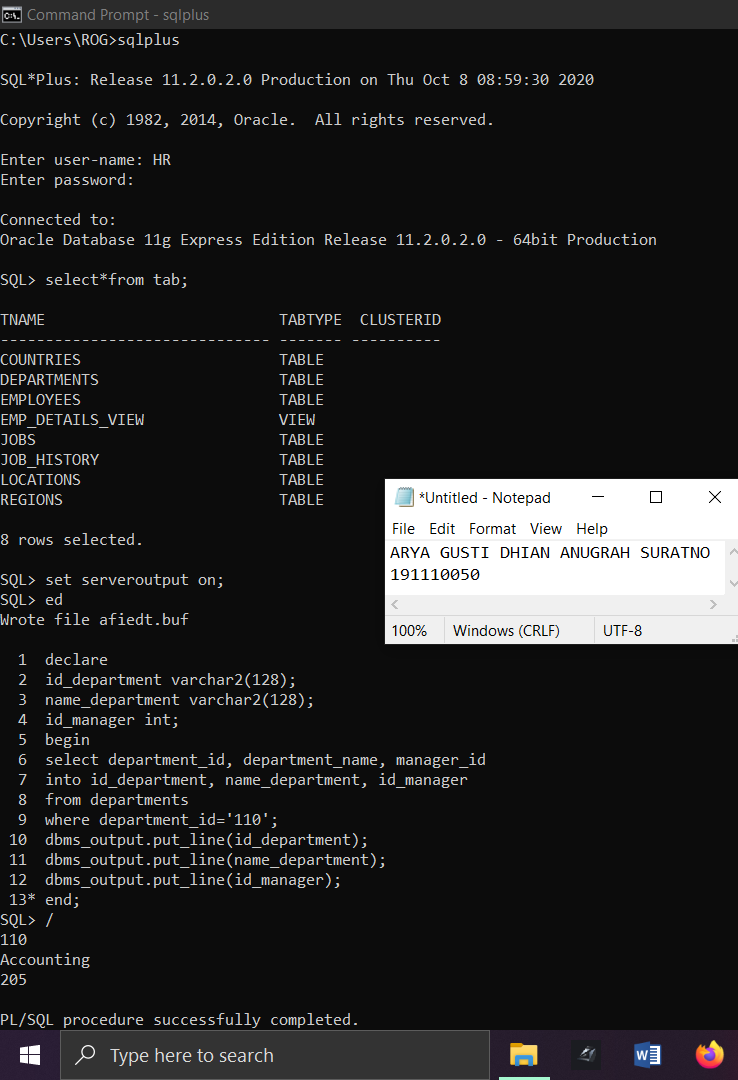 Command Prompt - sqlplus
C:\Users\ROG>sqlplus
SQL*Plus: Release 11.2.0.2.0 Production on Thu Oct 8 08:59:30 2020
Copyright (c) 1982, 2014, Oracle.  All rights reserved.
Enter user-name: HR
Enter password:
Connected to:
Oracle Database 11g Express Edition Release 11.2.0.2.0 - 64bit Production
SQL> select*from tab;
TNAME                          TABTYPE  CLUSTERID
------------------------------ ------- ----------
COUNTRIES                      TABLE
DEPARTMENTS                    TABLE
EMPLOYEES                      TABLE
EMP_DETAILS_VIEW               VIEW
JOBS                           TABLE
JOB_HISTORY                    TABLE
LOCATIONS                      TABLE
REGIONS                        TABLE
8 rows selected.
SQL> set serveroutput on;
SQL> ed
Wrote file afiedt.buf
  1  declare
  2  id_department varchar2(128);
  3  name_department varchar2(128);
  4  id_manager int;
  5  begin
  6  select department_id, department_name, manager_id
  7  into id_department, name_department, id_manager
  8  from departments
  9  where department_id='110';
 10  dbms_output.put_line(id_department);
 11  dbms_output.put_line(name_department);
 12  dbms_output.put_line(id_manager);
 13* end;
SQL> /
110
Accounting
205
PL/SQL procedure successfully completed.
*Untitled - Notepad
File Edit Format View Help
ARYA GUSTI DHIAN ANUGRAH SURATNO
191110050
100% Windows (CRLF) UTF-8
Type here to search